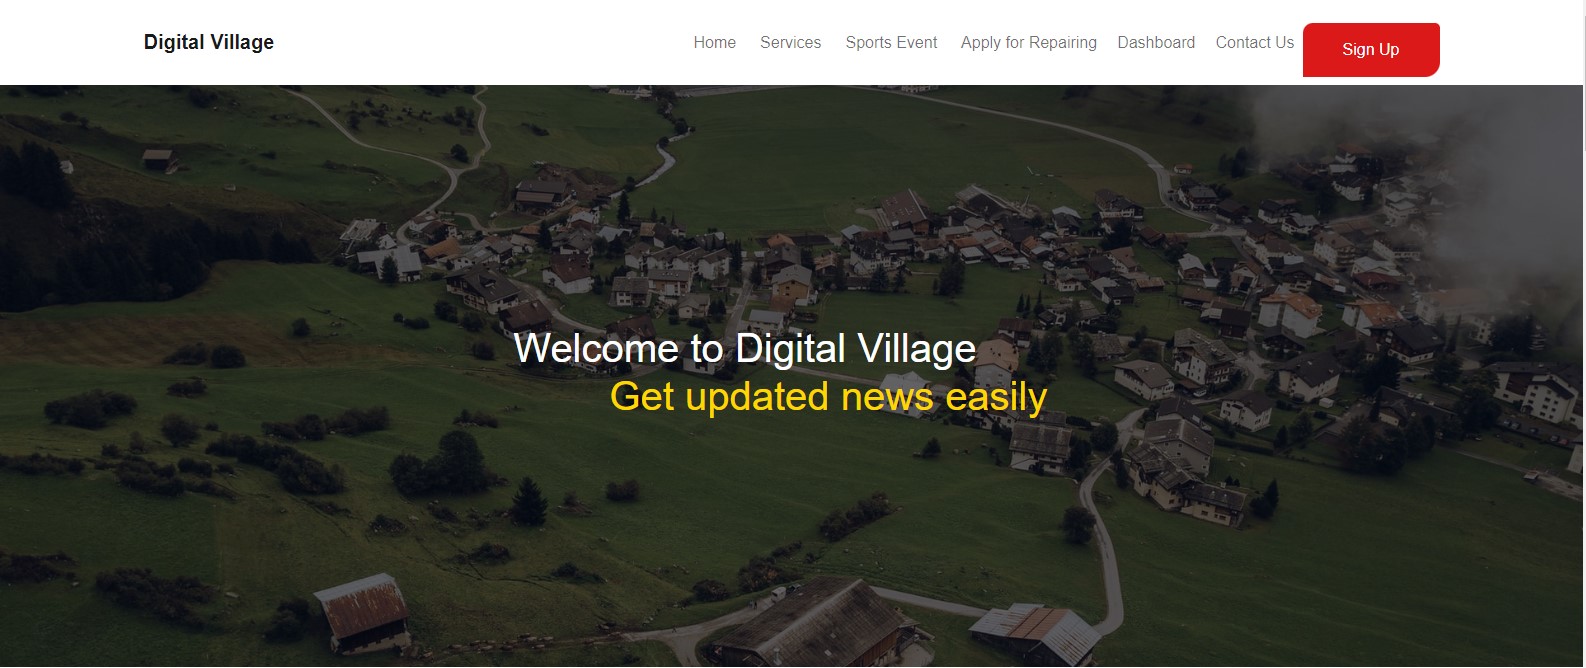 Digital Village
Home Services Sports Event Apply for Repairing Dashboard Contact Us Sign Up
Welcome to Digital Village
Get updated news easily